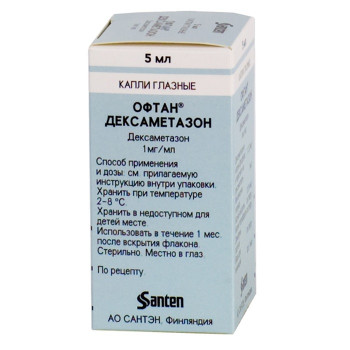 5 мл
КАПЛИ ГЛАЗНЫЕ
ОФТАН®
ДЕКСАМЕТАЗОН
Дексаметазон
1 мг/мл
Способ применения
и дозы: см. прилагаемую
инструкцию внутри упаковки.
Хранить при температуре
2–8 °C.
Хранить в недоступном для
детей месте.
Использовать в течение 1 мес.
после вскрытия флакона.
Стерильно. Местно в глаз.
По рецепту.
Santen
АО САНТЭН, Финляндия